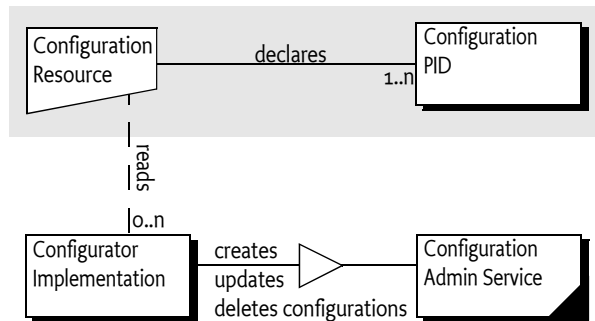 Configuration
Resource
declares
1..n
Configuration
PID
reads
0..n
Configurator
Implementation
creates
updates
deletes configurations
Configuration
Admin Service